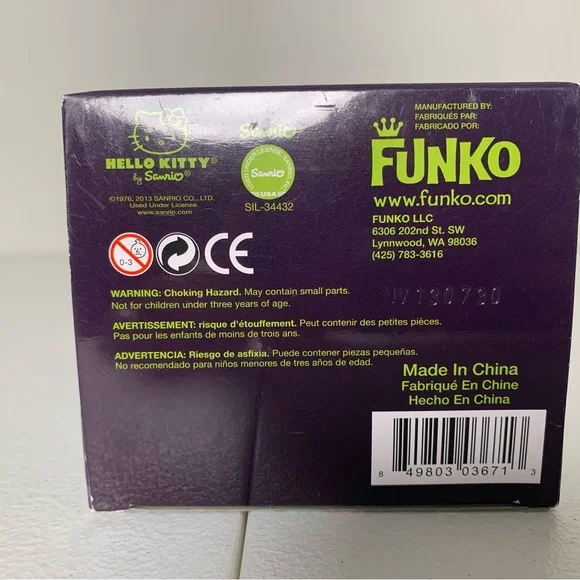 HELLO KITTY®
by Sanrio®
©1976, 2013 SANRIO CO., LTD.
Used Under License.
www.sanrio.com
Sanrio
Sanrio
USA
SIL-34432
MANUFACTURED BY:
FABRIQUÉS PAR:
FABRICADO POR:
FUNKO
www.funko.com
FUNKO LLC
6306 202nd St. SW
Lynnwood, WA 98036
(425) 783-3616
0-3
CE
WARNING: Choking Hazard. May contain small parts.
Not for children under three years of age.
AVERTISSEMENT: risque d'étouffement. Peut contenir des petites pièces.
Pas pour les enfants de moins de trois ans.
ADVERTENCIA: Riesgo de asfixia. Puede contener piezas pequeñas.
No recomendado para niños menores de tres años de edad.
Made In China
Fabriqué En Chine
Hecho En China
8 49803 03671 3